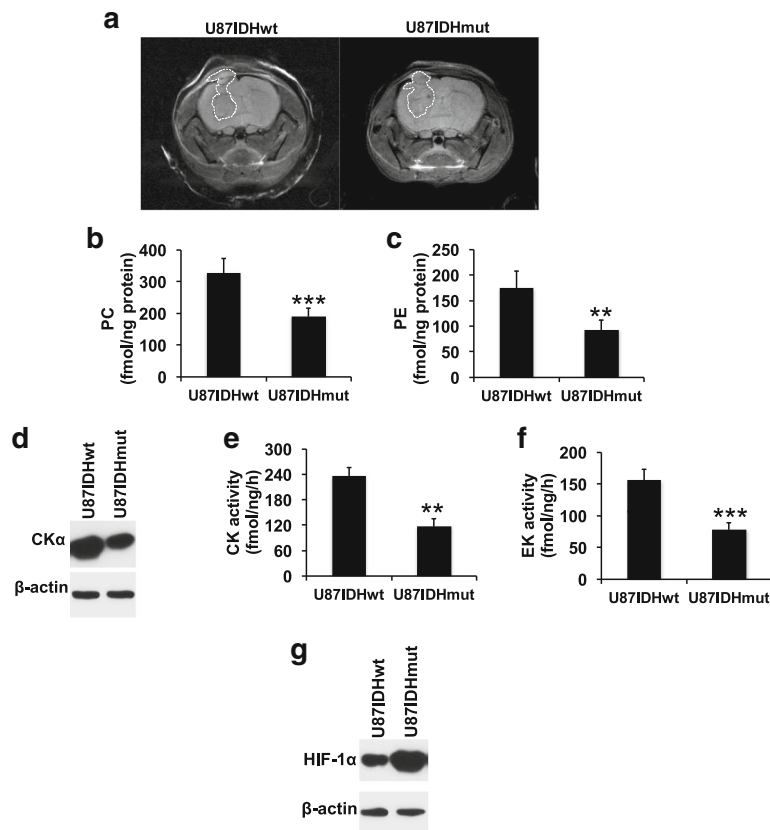 a
U87IDHwt U87IDHmut
b
PC
(fmol/ng protein)
400
300
200
100
0
***
U87IDHwt U87IDHmut
c
PE
(fmol/ng protein)
250
200
150
100
50
0
**
U87IDHwt U87IDHmut
d
U87IDHwt
U87IDHmut
CKα
β-actin
e
CK activity
(fmol/ng/h)
300
240
180
120
60
0
**
U87IDHwt U87IDHmut
f
EK activity
(fmol/ng/h)
200
150
100
50
0
***
U87IDHwt U87IDHmut
g
U87IDHwt
U87IDHmut
HIF-1α
β-actin